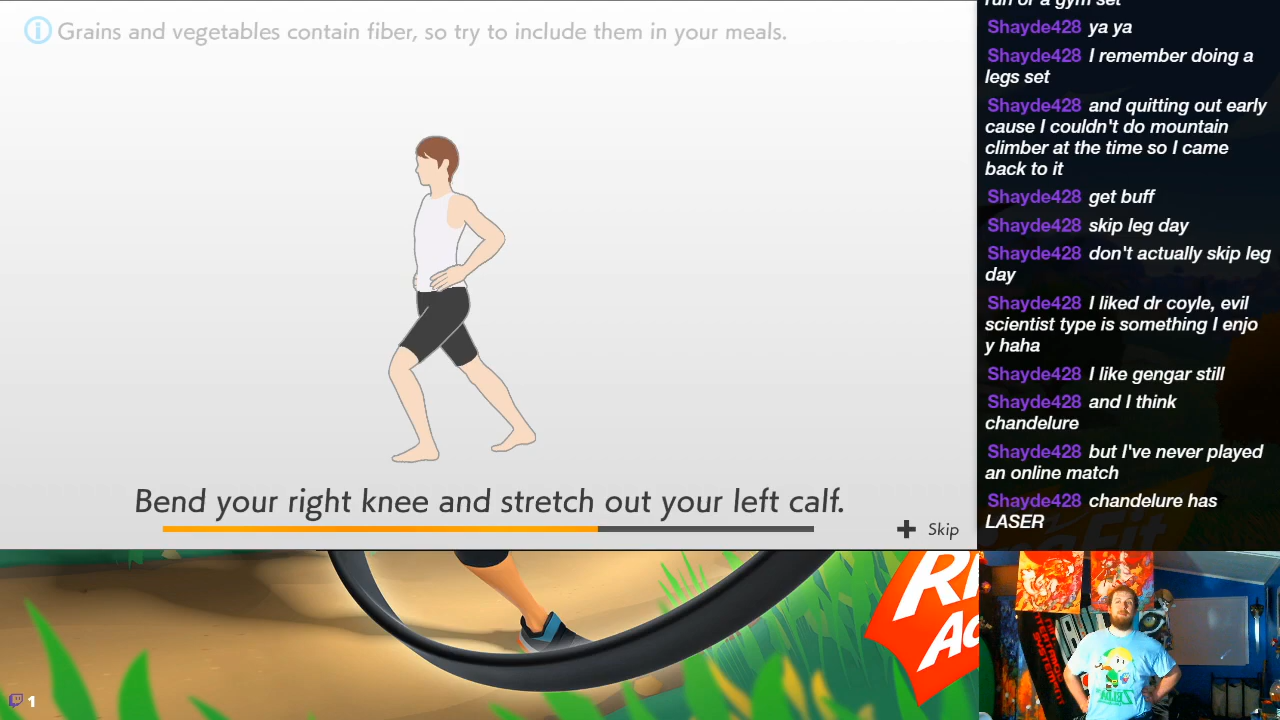 Grains and vegetables contain fiber, so try to include them in your meals.
Bend your right knee and stretch out your left calf.
Skip
run or a gym set
Shayde428 ya ya
Shayde428 I remember doing a
legs set
Shayde428 and quitting out early
cause I couldn't do mountain
climber at the time so I came
back to it
Shayde428 get buff
Shayde428 skip leg day
Shayde428 don't actually skip leg
day
Shayde428 I liked dr coyle, evil
scientist type is something I enjo
y haha
Shayde428 I like gengar still
Shayde428 and I think
chandelure
Shayde428 but I've never played
an online match
Shayde428 chandelure has
LASER
1